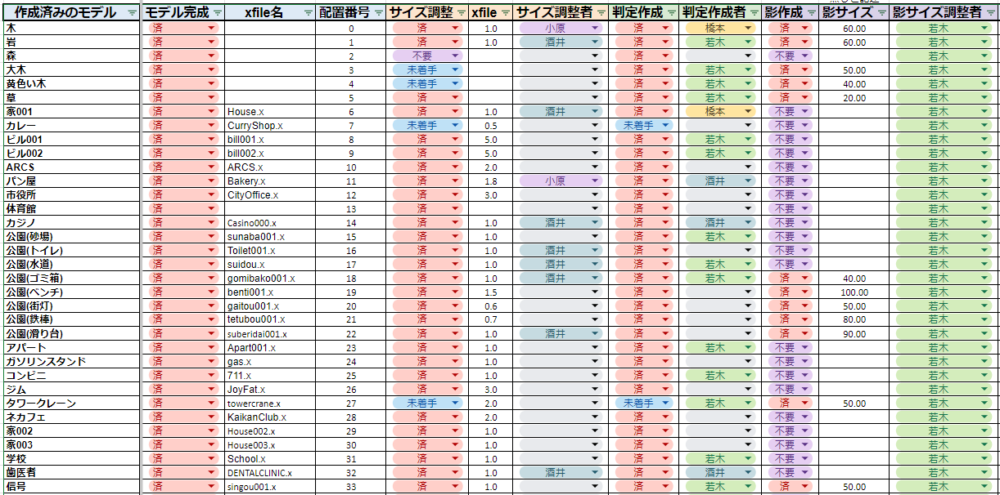 作成済みのモデル モデル完成 xfile名 配置番号 サイズ調整 xfile サイズ調整者 判定作成 判定作成者 影作成 影サイズ 影サイズ調整者
木 済 0 済 1.0 小原 済 橋本 済 60.00 若木
岩 済 1 済 1.0 酒井 済 若木 済 60.00 若木
森 済 2 不要 済 不要 若木
大木 済 3 未着手 済 若木 済 50.00 若木
黄色い木 済 4 未着手 済 若木 済 40.00 若木
草 済 5 済 済 若木 済 20.00 若木
家001 済 House.x 6 済 1.0 酒井 済 橋本 不要 若木
カレー 済 CurryShop.x 7 未着手 0.5 未着手 不要 若木
ビル001 済 bill001.x 8 済 5.0 済 若木 不要 若木
ビル002 済 bill002.x 9 済 5.0 済 若木 不要 若木
ARCS 済 ARCS.x 10 済 2.0 済 不要 若木
パン屋 済 Bakery.x 11 済 1.8 小原 済 酒井 不要 若木
市役所 済 CityOffice.x 12 済 3.0 済 不要 若木
体育館 済 13 済 済 不要 若木
カジノ 済 Casino000.x 14 済 1.0 酒井 済 酒井 不要 若木
公園(砂場) 済 sunaba001.x 15 済 1.0 済 若木 不要 若木
公園(トイレ) 済 Toilet001.x 16 済 1.0 酒井 済 不要 若木
公園(水道) 済 suidou.x 17 済 1.0 酒井 済 若木 不要 若木
公園(ゴミ箱) 済 gomibako001.x 18 済 1.0 酒井 済 若木 済 40.00 若木
公園(ベンチ) 済 benti001.x 19 済 1.5 済 済 100.00 若木
公園(街灯) 済 gaitou001.x 20 済 0.6 済 済 50.00 若木
公園(鉄棒) 済 tetubou001.x 21 済 0.7 済 済 80.00 若木
公園(滑り台) 済 suberidai001.x 22 済 1.0 酒井 済 済 90.00 若木
アパート 済 Apart001.x 23 済 1.0 済 若木 不要 若木
ガソリンスタンド 済 gas.x 24 済 1.0 済 不要 若木
コンビニ 済 711.x 25 済 1.0 済 若木 不要 若木
ジム 済 JoyFat.x 26 済 3.0 済 不要 若木
タワークレーン 済 towercrane.x 27 未着手 2.0 未着手 若木 済 50.00 若木
ネカフェ 済 KaikanClub.x 28 済 2.0 済 不要 若木
家002 済 House002.x 29 済 1.0 済 不要 若木
家003 済 House003.x 30 済 1.0 済 不要 若木
学校 済 School.x 31 済 1.0 済 若木 不要 若木
歯医者 済 DENTALCLINIC.x 32 済 1.0 酒井 済 酒井 不要 若木
信号 済 singou001.x 33 済 1.0 済 若木 済 50.00 若木